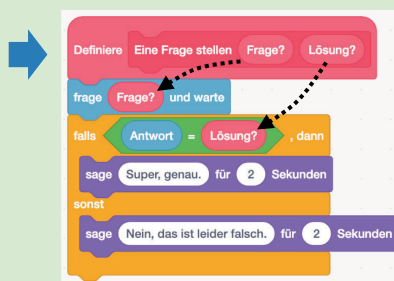 Definiere Eine Frage stellen Frage? Lösung?
frage Frage? und warte
falls Antwort = Lösung? , dann
sage Super, genau. für 2 Sekunden
sonst
sage Nein, das ist leider falsch. für 2 Sekunden